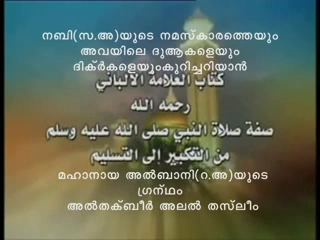 നബി(സ.അ)യുടെ നമസ്കാരത്തെയും
അവയിലെ ദുആകളെയും
ദിക്ർകളെയുംകുറിച്ചറിയാൻ
كتاب العلامة الألباني
رحمه الله
صفة صلاة النبي صلى الله عليه وسلم
من التكبير إلى التسليم
മഹാനായ അൽബാനി(റ.അ)യുടെ
ഗ്രന്ഥം
അൽതക്ബീർ അലൽ തസ്ലീം